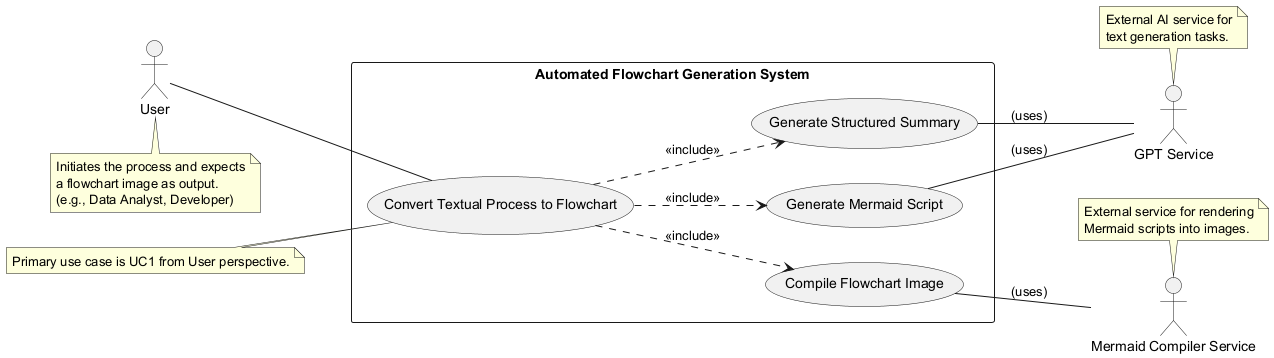 External AI service for
text generation tasks.
Automated Flowchart Generation System
User
Generate Structured Summary
(uses)
GPT Service
«include»
(uses)
Initiates the process and expects
a flowchart image as output.
(e.g., Data Analyst, Developer)
Convert Textual Process to Flowchart
«include»
Generate Mermaid Script
External service for rendering
Mermaid scripts into images.
«include»
Primary use case is UC1 from User perspective.
Compile Flowchart Image
(uses)
Mermaid Compiler Service